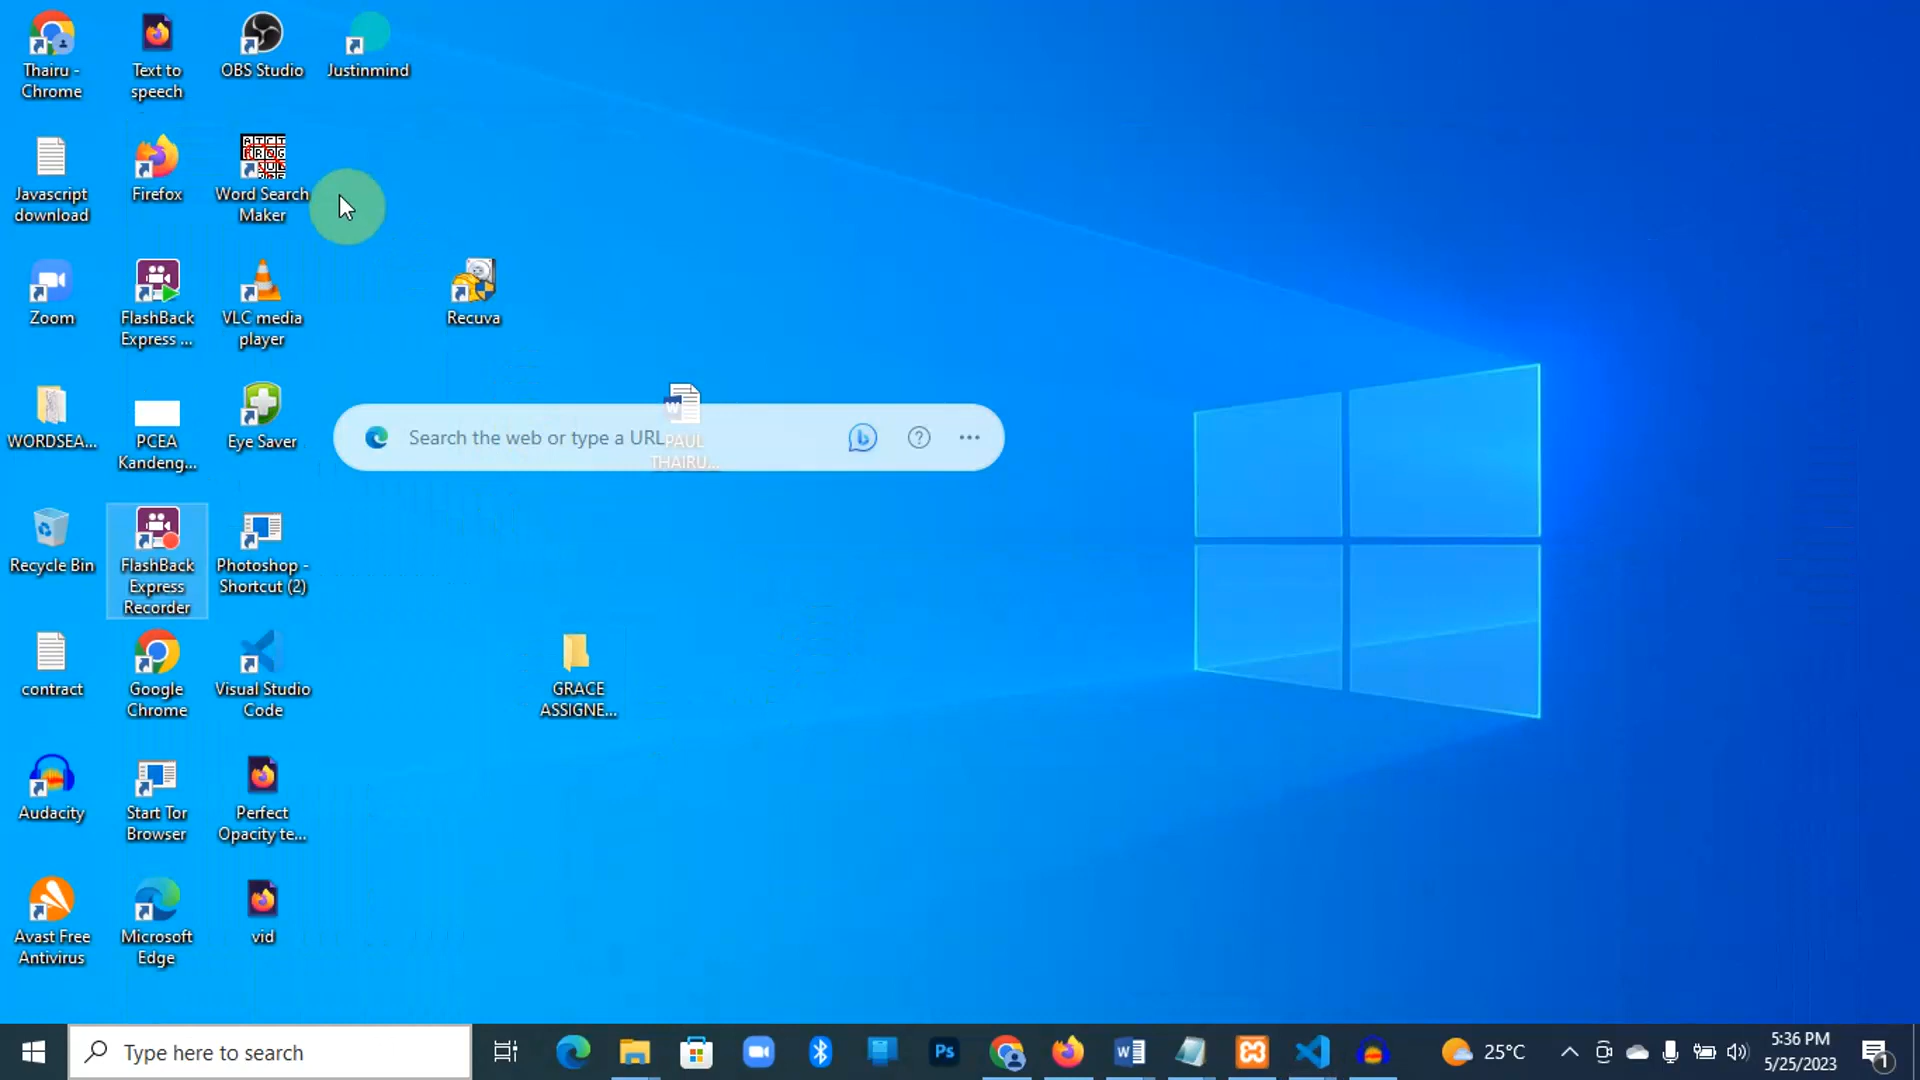 Thairu -
Chrome
Text to
speech
OBS Studio
Justinmind
Javascript
download
Firefox
Word Search
Maker
Zoom
FlashBack
Express ...
VLC media
player
Recuva
WORDSEA...
PCEA
Kandeng...
Eye Saver
Search the web or type a URL
PAUL
THAIRU...
Recycle Bin
FlashBack
Express
Recorder
Photoshop -
Shortcut (2)
contract
Google
Chrome
Visual Studio
Code
GRACE
ASSIGNE...
Audacity
Start Tor
Browser
Perfect
Opacity te...
Avast Free
Antivirus
Microsoft
Edge
vid
Type here to search
Ps
25°C
5:36 PM
5/25/2023
1